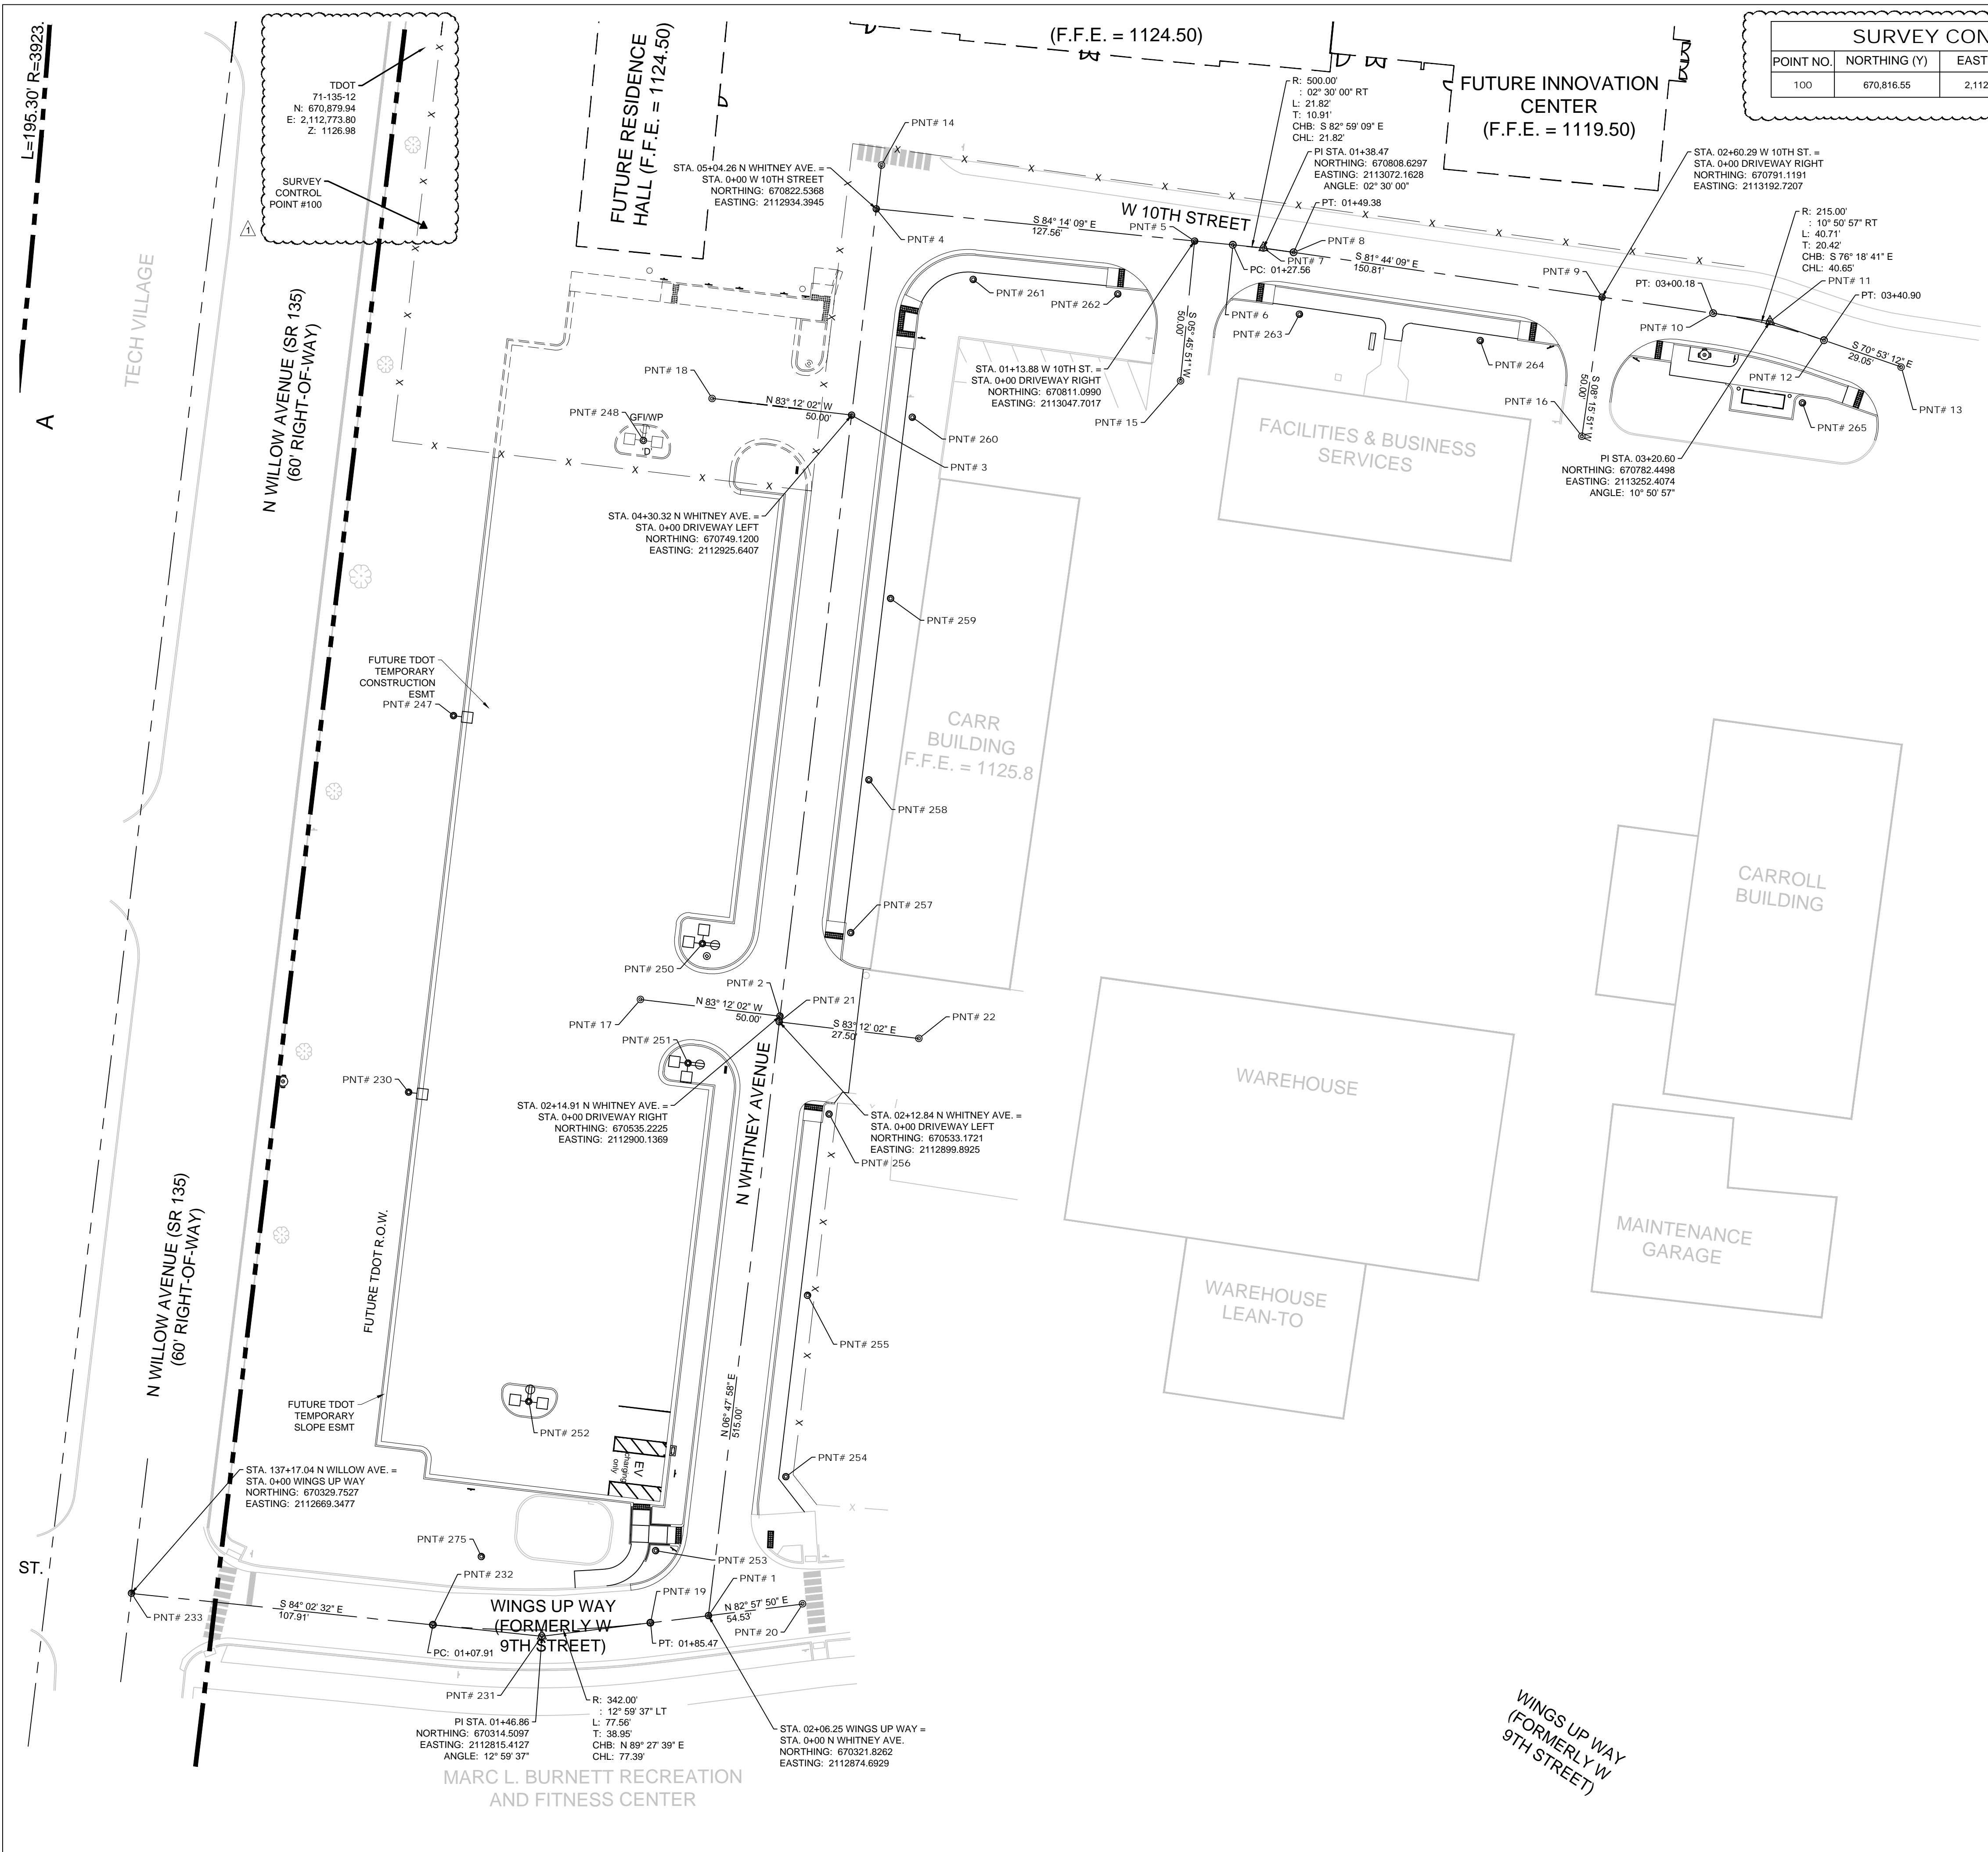 L=195.30' R=3923.
A
ST.
TECH VILLAGE
TDOT
71-135-12
N: 670,879.94
E: 2,112,773.80
Z: 1126.98
SURVEY
CONTROL
POINT #100
1
N WILLOW AVENUE (SR 135)
(60' RIGHT-OF-WAY)
FUTURE RESIDENCE
HALL (F.F.E. = 1124.50)
(F.F.E. = 1124.50)
FUTURE INNOVATION
CENTER
(F.F.E. = 1119.50)
SURVEY CON
POINT NO.
NORTHING (Y)
EAST
100
670,816.55
2,112
PNT# 14
STA. 05+04.26 N WHITNEY AVE. =
STA. 0+00 W 10TH STREET
NORTHING: 670822.5368
EASTING: 2112934.3945
PNT# 4
S 84° 14' 09" E
127.56'
W 10TH STREET
PNT# 5
R: 500.00'
: 02° 30' 00" RT
L: 21.82'
T: 10.91'
CHB: S 82° 59' 09" E
CHL: 21.82'
PI STA. 01+38.47
NORTHING: 670808.6297
EASTING: 2113072.1628
ANGLE: 02° 30' 00"
PT: 01+49.38
PNT# 8
PNT# 7
PC: 01+27.56
PNT# 6
S 81° 44' 09" E
150.81'
STA. 02+60.29 W 10TH ST. =
STA. 0+00 DRIVEWAY RIGHT
NORTHING: 670791.1191
EASTING: 2113192.7207
R: 215.00'
: 10° 50' 57" RT
L: 40.71'
T: 20.42'
CHB: S 76° 18' 41" E
CHL: 40.65'
PNT# 11
PNT# 9
PT: 03+00.18
PT: 03+40.90
PNT# 10
S 70° 53' 12" E
29.05'
PNT# 12
PNT# 13
PNT# 16
S 08° 15' 51" W
50.00'
PNT# 265
PI STA. 03+20.60
NORTHING: 670782.4498
EASTING: 2113252.4074
ANGLE: 10° 50' 57"
PNT# 261
PNT# 262
PNT# 263
PNT# 264
S 05° 45' 51" W
50.00'
STA. 01+13.88 W 10TH ST. =
STA. 0+00 DRIVEWAY RIGHT
NORTHING: 670811.0990
EASTING: 2113047.7017
PNT# 15
FACILITIES & BUSINESS
SERVICES
PNT# 18
N 83° 12' 02" W
50.00'
PNT# 248
GFI/WP
'D'
PNT# 260
PNT# 3
STA. 04+30.32 N WHITNEY AVE. =
STA. 0+00 DRIVEWAY LEFT
NORTHING: 670749.1200
EASTING: 2112925.6407
PNT# 259
FUTURE TDOT
TEMPORARY
CONSTRUCTION
ESMT
PNT# 247
CARR
BUILDING
F.F.E. = 1125.8
PNT# 258
CARROLL
BUILDING
PNT# 257
PNT# 250
PNT# 2
PNT# 21
N 83° 12' 02" W
50.00'
S 83° 12' 02" E
27.50'
PNT# 22
PNT# 17
PNT# 251
PNT# 230
STA. 02+14.91 N WHITNEY AVE. =
STA. 0+00 DRIVEWAY RIGHT
NORTHING: 670535.2225
EASTING: 2112900.1369
N WHITNEY AVENUE
STA. 02+12.84 N WHITNEY AVE. =
STA. 0+00 DRIVEWAY LEFT
NORTHING: 670533.1721
EASTING: 2112899.8925
PNT# 256
WAREHOUSE
WAREHOUSE
LEAN-TO
MAINTENANCE
GARAGE
N WILLOW AVENUE (SR 135)
(60' RIGHT-OF-WAY)
FUTURE TDOT R.O.W.
PNT# 255
N 06° 47' 58" E
515.00'
FUTURE TDOT
TEMPORARY
SLOPE ESMT
PNT# 252
EV
charging
only
PNT# 254
STA. 137+17.04 N WILLOW AVE. =
STA. 0+00 WINGS UP WAY
NORTHING: 670329.7527
EASTING: 2112669.3477
PNT# 275
PNT# 253
PNT# 232
PNT# 19
PNT# 1
PNT# 233
S 84° 02' 32" E
107.91'
WINGS UP WAY
(FORMERLY W
9TH STREET)
N 82° 57' 50" E
54.53'
PNT# 20
PC: 01+07.91
PT: 01+85.47
PNT# 231
PI STA. 01+46.86
NORTHING: 670314.5097
EASTING: 2112815.4127
ANGLE: 12° 59' 37"
R: 342.00'
: 12° 59' 37" LT
L: 77.56'
T: 38.95'
CHB: N 89° 27' 39" E
CHL: 77.39'
STA. 02+06.25 WINGS UP WAY =
STA. 0+00 N WHITNEY AVE.
NORTHING: 670321.8262
EASTING: 2112874.6929
MARC L. BURNETT RECREATION
AND FITNESS CENTER
WINGS UP WAY
(FORMERLY W
9TH STREET)